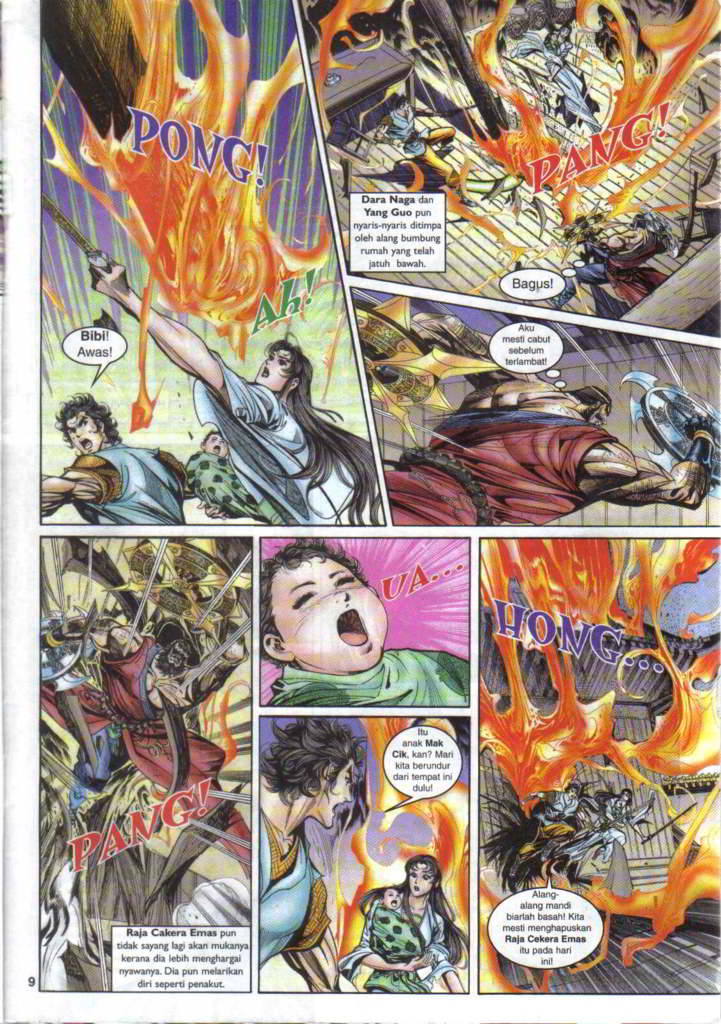 PONG!
Ah!
Bibi!
Awas!
PANG!
Dara Naga dan
Yang Guo pun
nyaris-nyaris ditimpa
oleh alang bumbung
rumah yang telah
jatuh bawah.
Bagus!
Aku
mesti cabut
sebelum
terlambat!
PANG!
Raja Cakera Emas pun
tidak sayang lagi akan mukanya
kerana dia lebih menghargai
nyawanya. Dia pun melarikan
diri seperti penakut.
UA...
Itu
anak Mak
Cik, kan? Mari
kita berundur
dari tempat ini
dulu!
HONG...
Alang-
alang mandi
biarlah basah! Kita
mesti menghapuskan
Raja Cekera Emas
itu pada hari
ini!
9